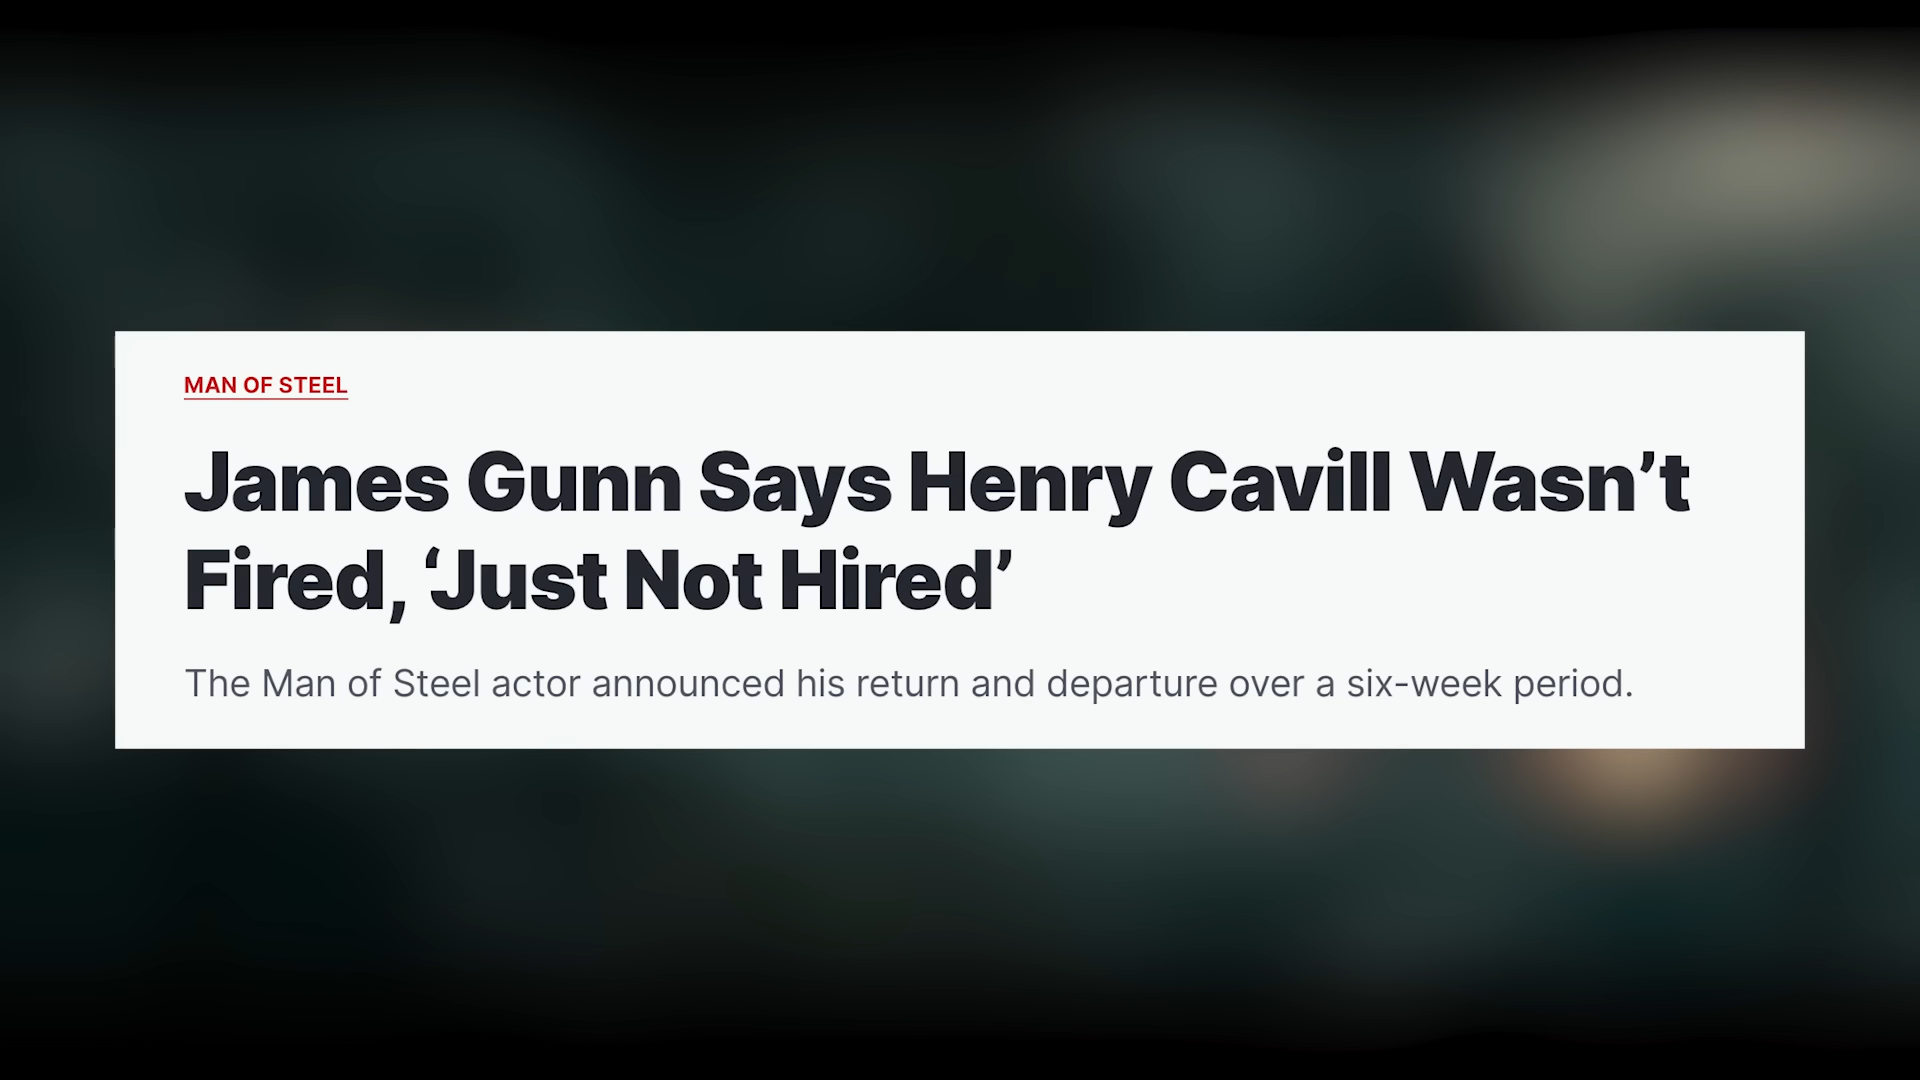 MAN OF STEEL
James Gunn Says Henry Cavill Wasn’t
Fired, ‘Just Not Hired’
The Man of Steel actor announced his return and departure over a six-week period.